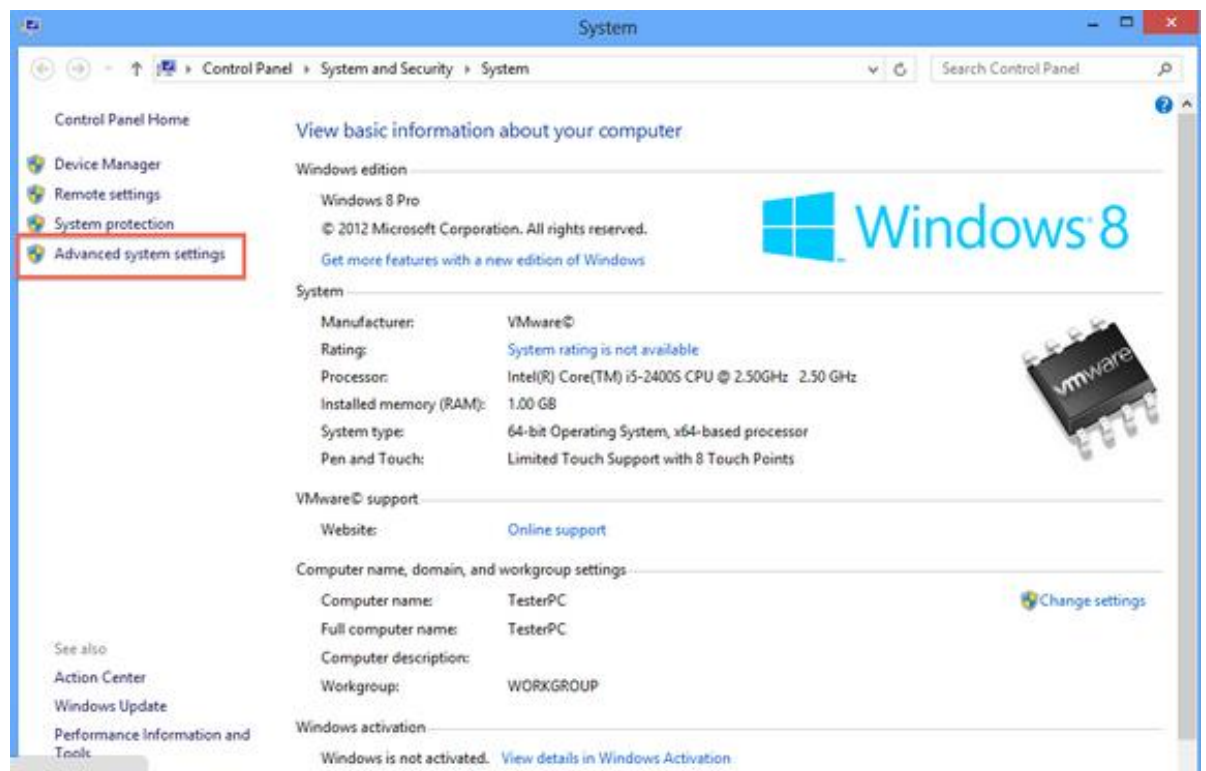 System
Control Panel System and Security System
Search Control Panel
Control Panel Home
Device Manager
Remote settings
System protection
Advanced system settings
View basic information about your computer
Windows edition
Windows 8 Pro
© 2012 Microsoft Corporation. All rights reserved.
Get more features with a new edition of Windows
Windows 8
System
Manufacturer: VMware©
Rating: System rating is not available
Processor: Intel(R) Core(TM) i5-2400S CPU @ 2.50GHz 2.50 GHz
Installed memory (RAM): 1.00 GB
System type: 64-bit Operating System, x64-based processor
Pen and Touch: Limited Touch Support with 8 Touch Points
vmware
VMware© support
Website: Online support
Computer name, domain, and workgroup settings
Computer name: TesterPC
Change settings
Full computer name: TesterPC
Computer description:
Workgroup: WORKGROUP
Windows activation
Windows is not activated. View details in Windows Activation
See also
Action Center
Windows Update
Performance Information and
Tools